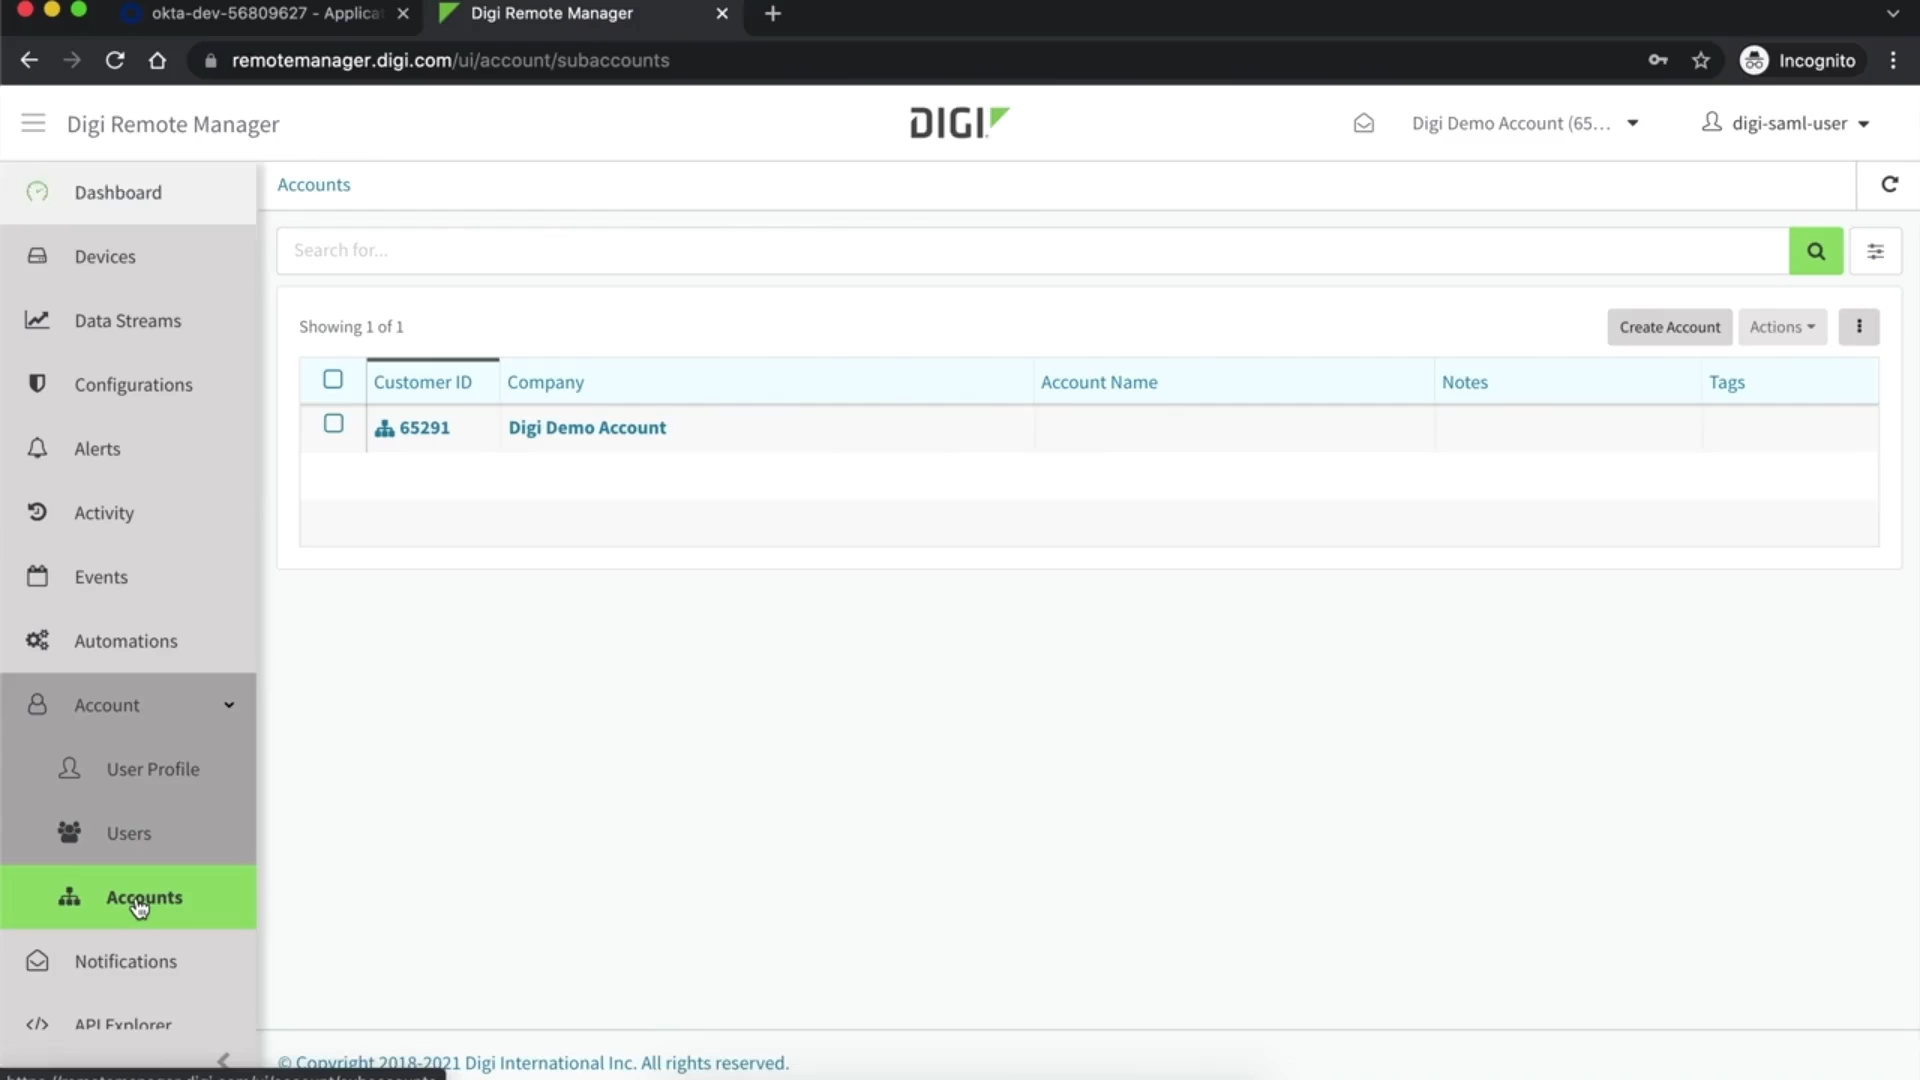 okta-dev-56809627 - Applica
Digi Remote Manager
remotemanager.digi.com/ui/account/subaccounts
Incognito
Digi Remote Manager
DIGI
Digi Demo Account (65...
digi-saml-user
Dashboard
Devices
Data Streams
Configurations
Alerts
Activity
Events
Automations
Account
User Profile
Users
Accounts
Notifications
API Explorer
Accounts
Search for...
Showing 1 of 1
Create Account
Actions
Customer ID
Company
Account Name
Notes
Tags
65291
Digi Demo Account
© Copyright 2018-2021 Digi International Inc. All rights reserved.